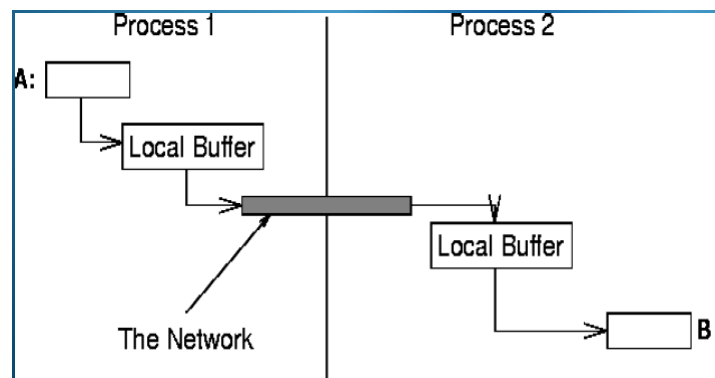 Process 1
Process 2
A:
Local Buffer
Local Buffer
The Network
B